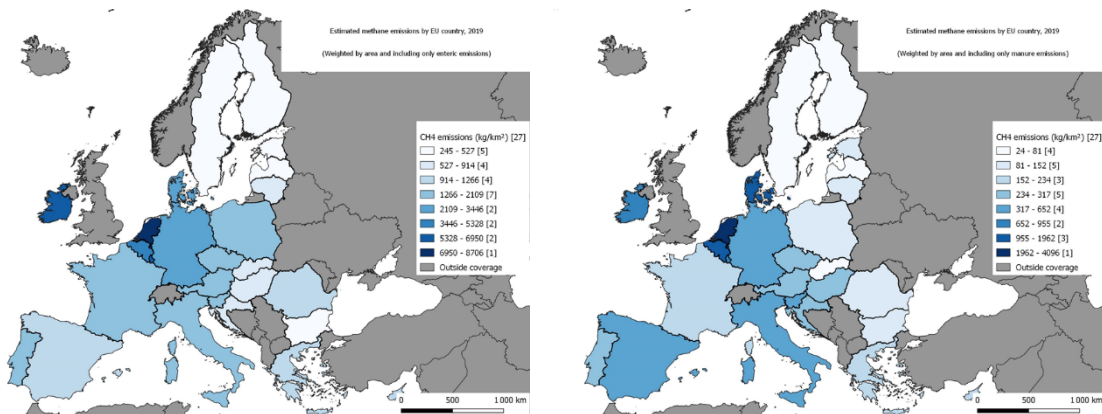 Estimated methane emissions by EU country, 2019
(Weighted by area and including only enteric emissions)
CH4 emissions (kg/km²) [27]
245 - 527 [5]
527 - 914 [4]
914 - 1266 [4]
1266 - 2109 [7]
2109 - 3446 [2]
3446 - 5328 [2]
5328 - 6950 [2]
6950 - 8706 [1]
Outside coverage
0 500 1 000 km
Estimated methane emissions by EU country, 2019
(Weighted by area and including only manure emissions)
CH4 emissions (kg/km²) [27]
24 - 81 [4]
81 - 152 [5]
152 - 234 [3]
234 - 317 [5]
317 - 652 [4]
652 - 955 [2]
955 - 1962 [3]
1962 - 4096 [1]
Outside coverage
0 500 1 000 km